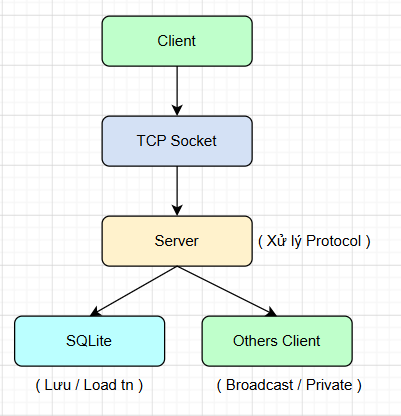 Client
TCP Socket
Server
( Xử lý Protocol )
SQLite
Others Client
( Lưu / Load tn )
( Broadcast / Private )